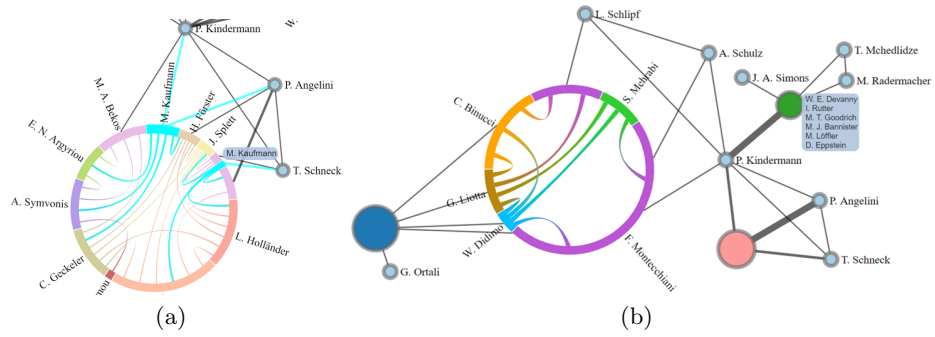 P. Kindermann
W.
M. A. Bekos
M. Kaufmann
H. Förster
J. Splett
P. Angelini
E. N. Argyriou
M. Kaufmann
T. Schneck
A. Symvonis
L. Holländer
C. Geckeler
(a)
L. Schlipf
A. Schulz
T. Mchedlidze
J. A. Simons
M. Radermacher
C. Binucci
S. Mehrabi
W. E. Devanny
I. Rutter
M. T. Goodrich
M. J. Bannister
M. Löffler
D. Eppstein
P. Kindermann
G. Liotta
P. Angelini
W. Didimo
F. Montecchiani
G. Ortali
T. Schneck
(b)